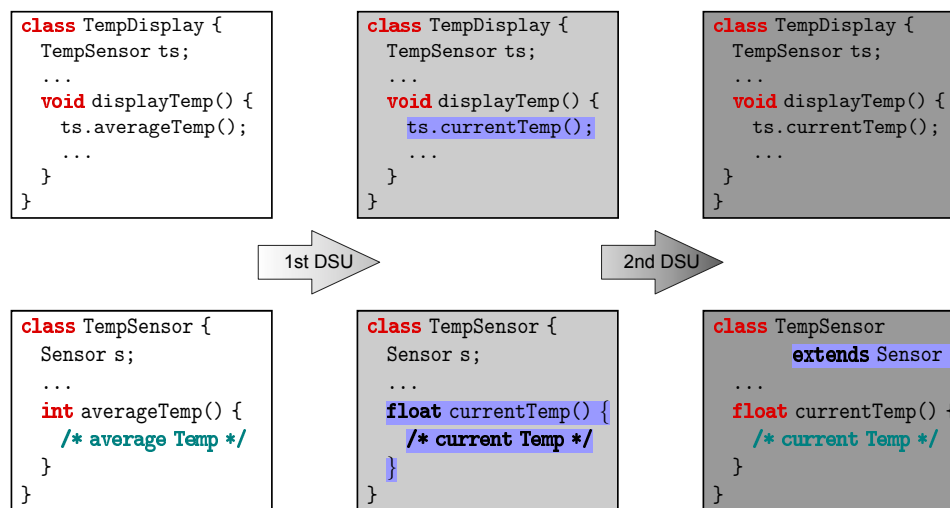 class TempDisplay {
TempSensor ts;
...
void displayTemp() {
ts.averageTemp();
...
}
}
class TempDisplay {
TempSensor ts;
...
void displayTemp() {
ts.currentTemp();
...
}
}
class TempDisplay {
TempSensor ts;
...
void displayTemp() {
ts.currentTemp();
...
}
}
1st DSU
2nd DSU
class TempSensor {
Sensor s;
...
int averageTemp() {
/* average Temp */
}
}
class TempSensor {
Sensor s;
...
float currentTemp() {
/* current Temp */
}
}
class TempSensor
extends Sensor
...
float currentTemp() {
/* current Temp */
}
}